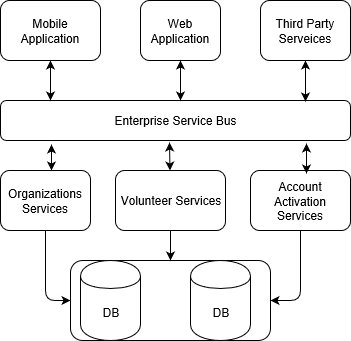 Mobile
Application
Web
Application
Third Party
Serveices
Enterprise Service Bus
Organizations
Services
Volunteer Services
Account
Activation
Services
DB
DB